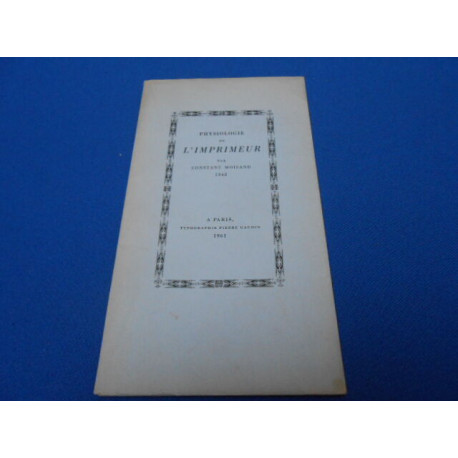 PHYSIOLOGIE
DE
L'IMPRIMEUR
PAR
CONSTANT MOISAND
1842
A PARIS,
TYPOGRAPHIE PIERRE GAUDIN
1961